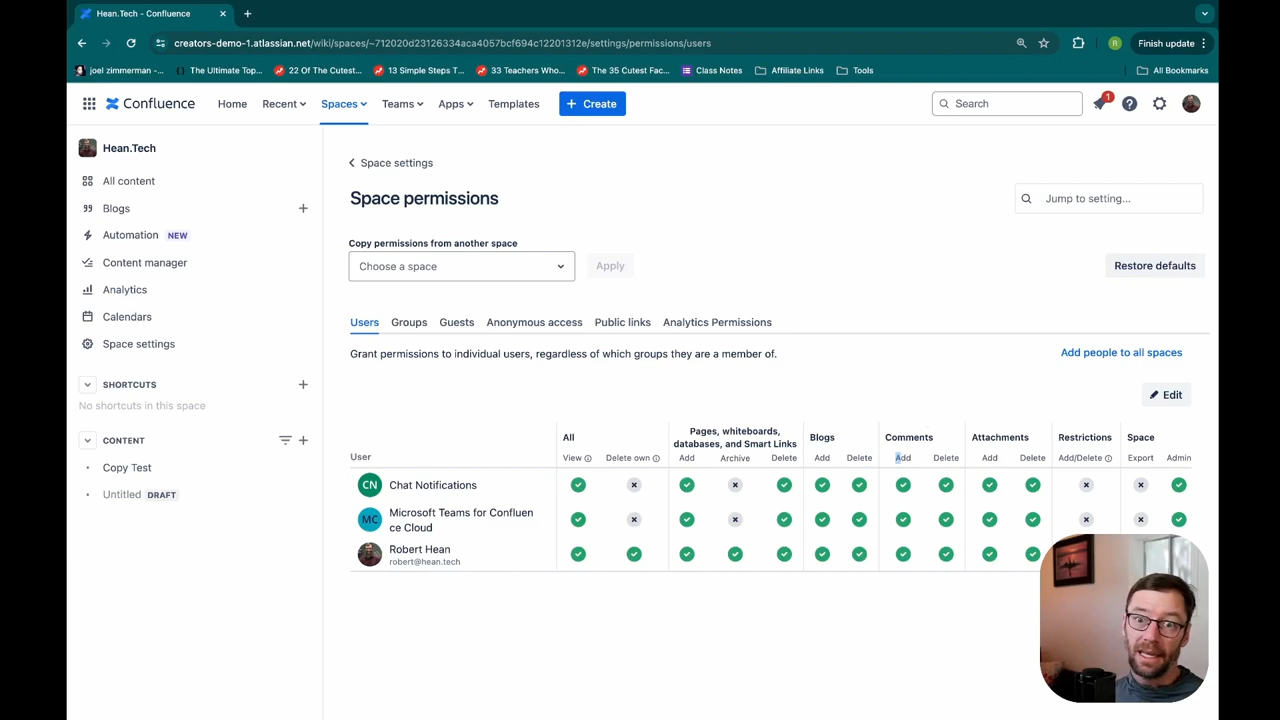 Hean.Tech - Confluence
creators-demo-1.atlassian.net/wiki/spaces/~712020d23126334aca4057bcf694c12201312e/settings/permissions/users
R
Finish update
joel zimmerman -...
The Ultimate Top...
22 Of The Cutest...
13 Simple Steps T...
33 Teachers Who...
The 35 Cutest Fac...
Class Notes
Affiliate Links
Tools
All Bookmarks
Confluence
Home
Recent
Spaces
Teams
Apps
Templates
+ Create
Search
1
Hean.Tech
All content
Blogs
Automation NEW
Content manager
Analytics
Calendars
Space settings
SHORTCUTS
No shortcuts in this space
CONTENT
Copy Test
Untitled DRAFT
Space settings
Space permissions
Jump to setting...
Copy permissions from another space
Choose a space
Apply
Restore defaults
Users Groups Guests Anonymous access Public links Analytics Permissions
Grant permissions to individual users, regardless of which groups they are a member of.
Add people to all spaces
Edit
User
All
Pages, whiteboards,
databases, and Smart Links
Blogs
Comments
Attachments
Restrictions
Space
View Delete own Add Archive Delete Add Delete Add Delete Add Delete Add/Delete Export Admin
CN Chat Notifications
MC Microsoft Teams for Confluen
ce Cloud
Robert Hean
robert@hean.tech